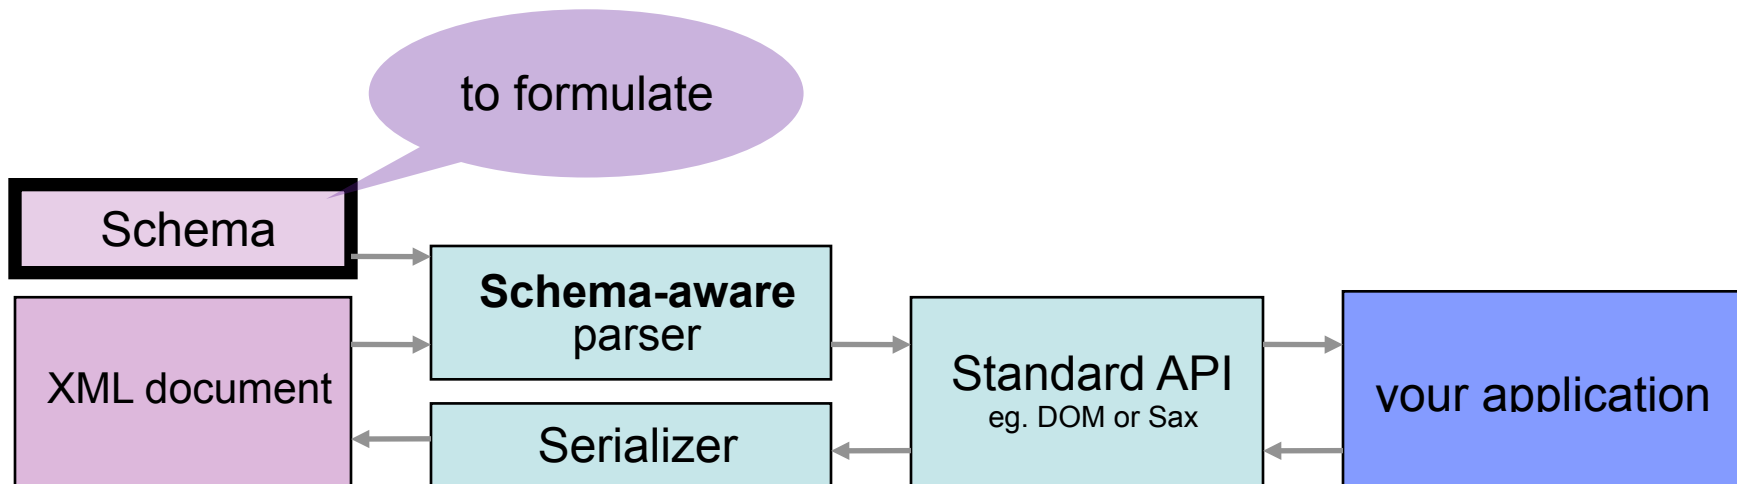 to formulate
Schema
Schema-aware
parser
XML document
Standard API
eg. DOM or Sax
your application
Serializer